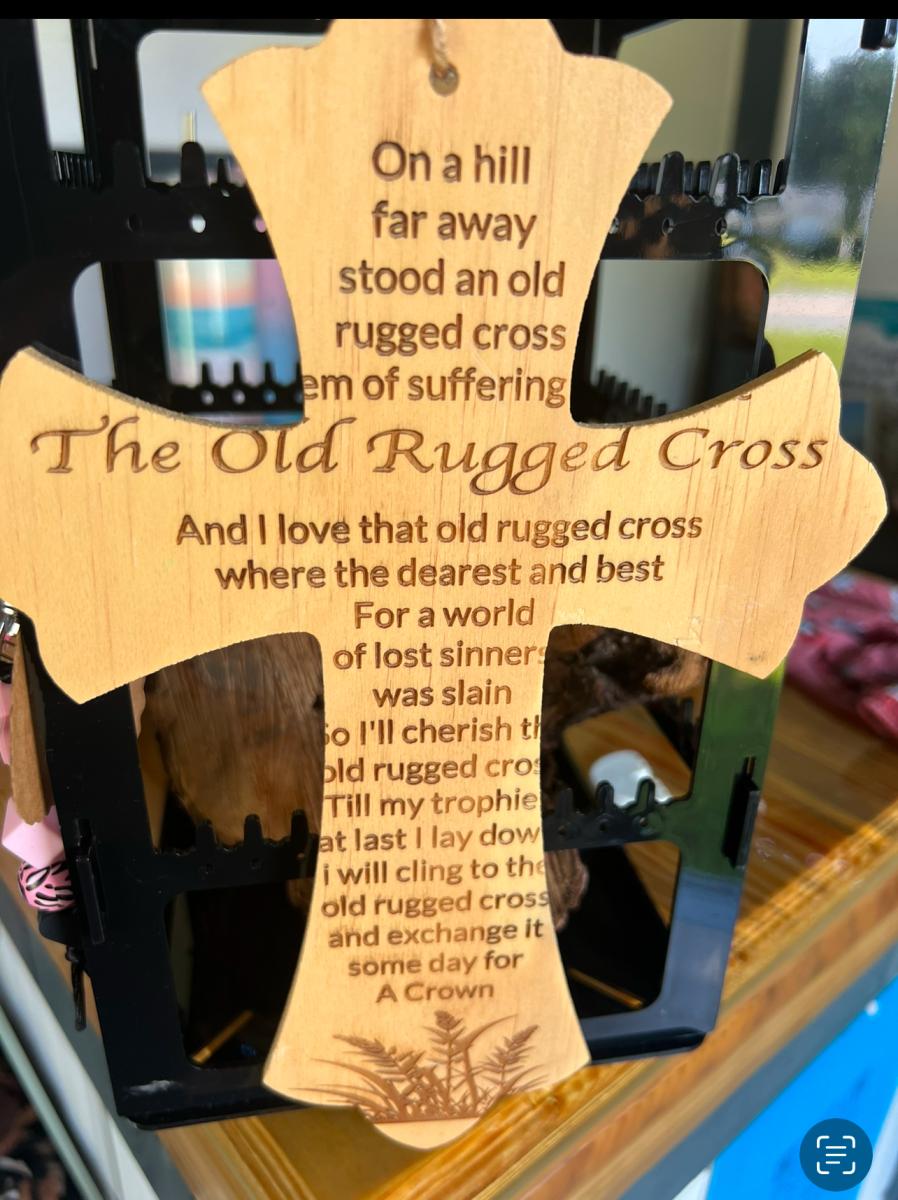 On a hill
far away
stood an old
rugged cross
em of suffering
The Old Rugged Cross
And I love that old rugged cross
where the dearest and best
For a world
of lost sinners
was slain
So I'll cherish th
old rugged cros
Till my trophie
at last I lay dow
i will cling to the
old rugged cross
and exchange it
some day for
A Crown